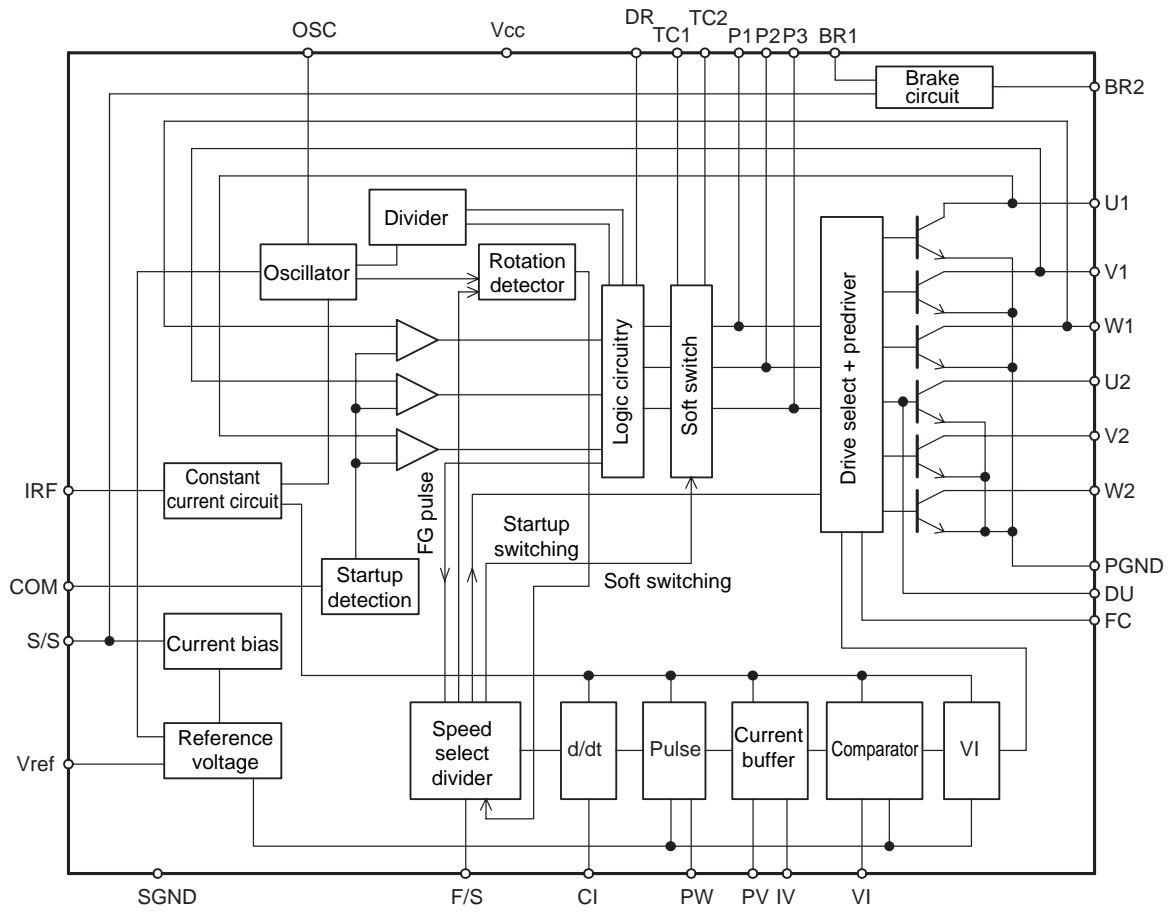 DR
TC2
OSC
Vcc
TC1
P1
P2
P3
BR1
Brake
circuit
BR2
Divider
U1
Oscillator
Rotation
detector
V1
W1
Logic circuitry
Soft switch
Drive select + predriver
U2
V2
IRF
Constant
current circuit
W2
FG pulse
Startup
switching
Soft switching
COM
Startup
detection
PGND
DU
FC
S/S
Current bias
Vref
Reference
voltage
Speed
select
divider
d/dt
Pulse
Current
buffer
Comparator
VI
SGND
F/S
CI
PW
PV
IV
VI